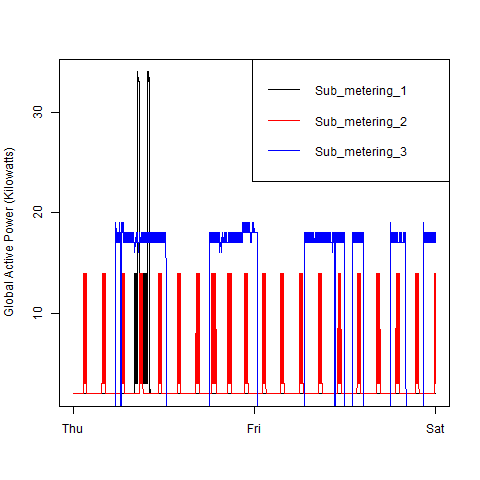 Sub_metering_1
Sub_metering_2
Sub_metering_3
Global Active Power (Kilowatts)
30
20
10
Thu
Fri
Sat